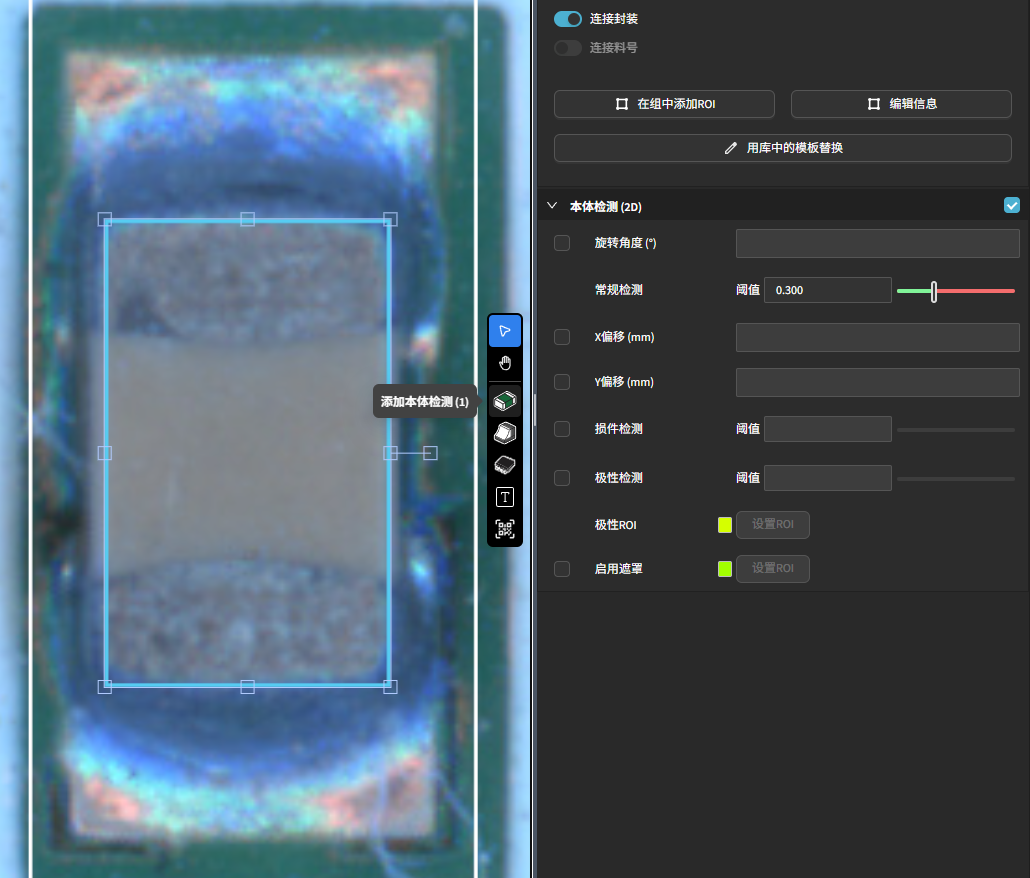 连接封装
连接料号
在组中添加ROI
编辑信息
用库中的模板替换
本体检测 (2D)
旋转角度 (°)
常规检测 阈值 0.300
X偏移 (mm)
Y偏移 (mm)
添加本体检测 (1)
损件检测 阈值
极性检测 阈值
T
极性ROI 设置ROI
启用遮罩 设置ROI